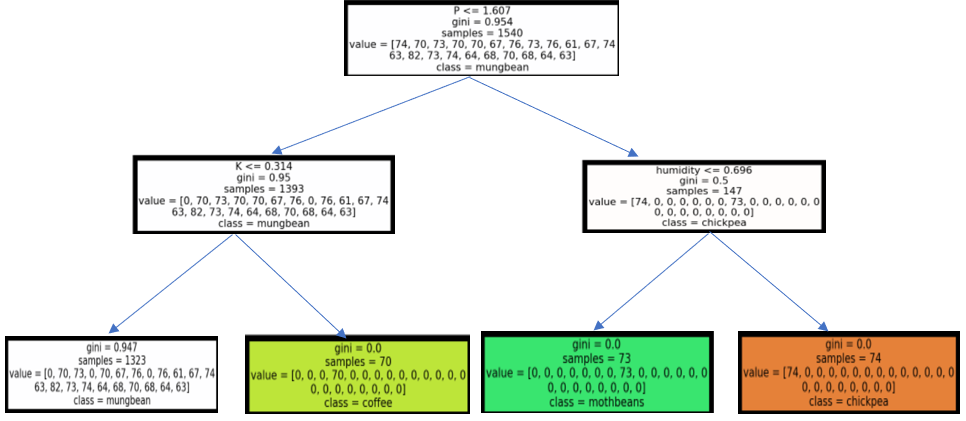 P <= 1.607
gini = 0.954
samples = 1540
value = [74, 70, 73, 70, 70, 67, 76, 73, 76, 61, 67, 74
63, 82, 73, 74, 64, 68, 70, 68, 64, 63]
class = mungbean
K <= 0.314
gini = 0.95
samples = 1393
value = [0, 70, 73, 70, 70, 67, 76, 0, 76, 61, 67, 74
63, 82, 73, 74, 64, 68, 70, 68, 64, 63]
class = mungbean
humidity <= 0.696
gini = 0.5
samples = 147
value = [74, 0, 0, 0, 0, 0, 0, 73, 0, 0, 0, 0, 0, 0
0, 0, 0, 0, 0, 0, 0, 0]
class = chickpea
gini = 0.947
samples = 1323
value = [0, 70, 73, 0, 70, 67, 76, 0, 76, 61, 67, 74
63, 82, 73, 74, 64, 68, 70, 68, 64, 63]
class = mungbean
gini = 0.0
samples = 70
value = [0, 0, 0, 70, 0, 0, 0, 0, 0, 0, 0, 0, 0, 0
0, 0, 0, 0, 0, 0, 0, 0]
class = coffee
gini = 0.0
samples = 73
value = [0, 0, 0, 0, 0, 0, 0, 73, 0, 0, 0, 0, 0, 0
0, 0, 0, 0, 0, 0, 0, 0]
class = mothbeans
gini = 0.0
samples = 74
value = [74, 0, 0, 0, 0, 0, 0, 0, 0, 0, 0, 0, 0, 0
0, 0, 0, 0, 0, 0, 0, 0]
class = chickpea